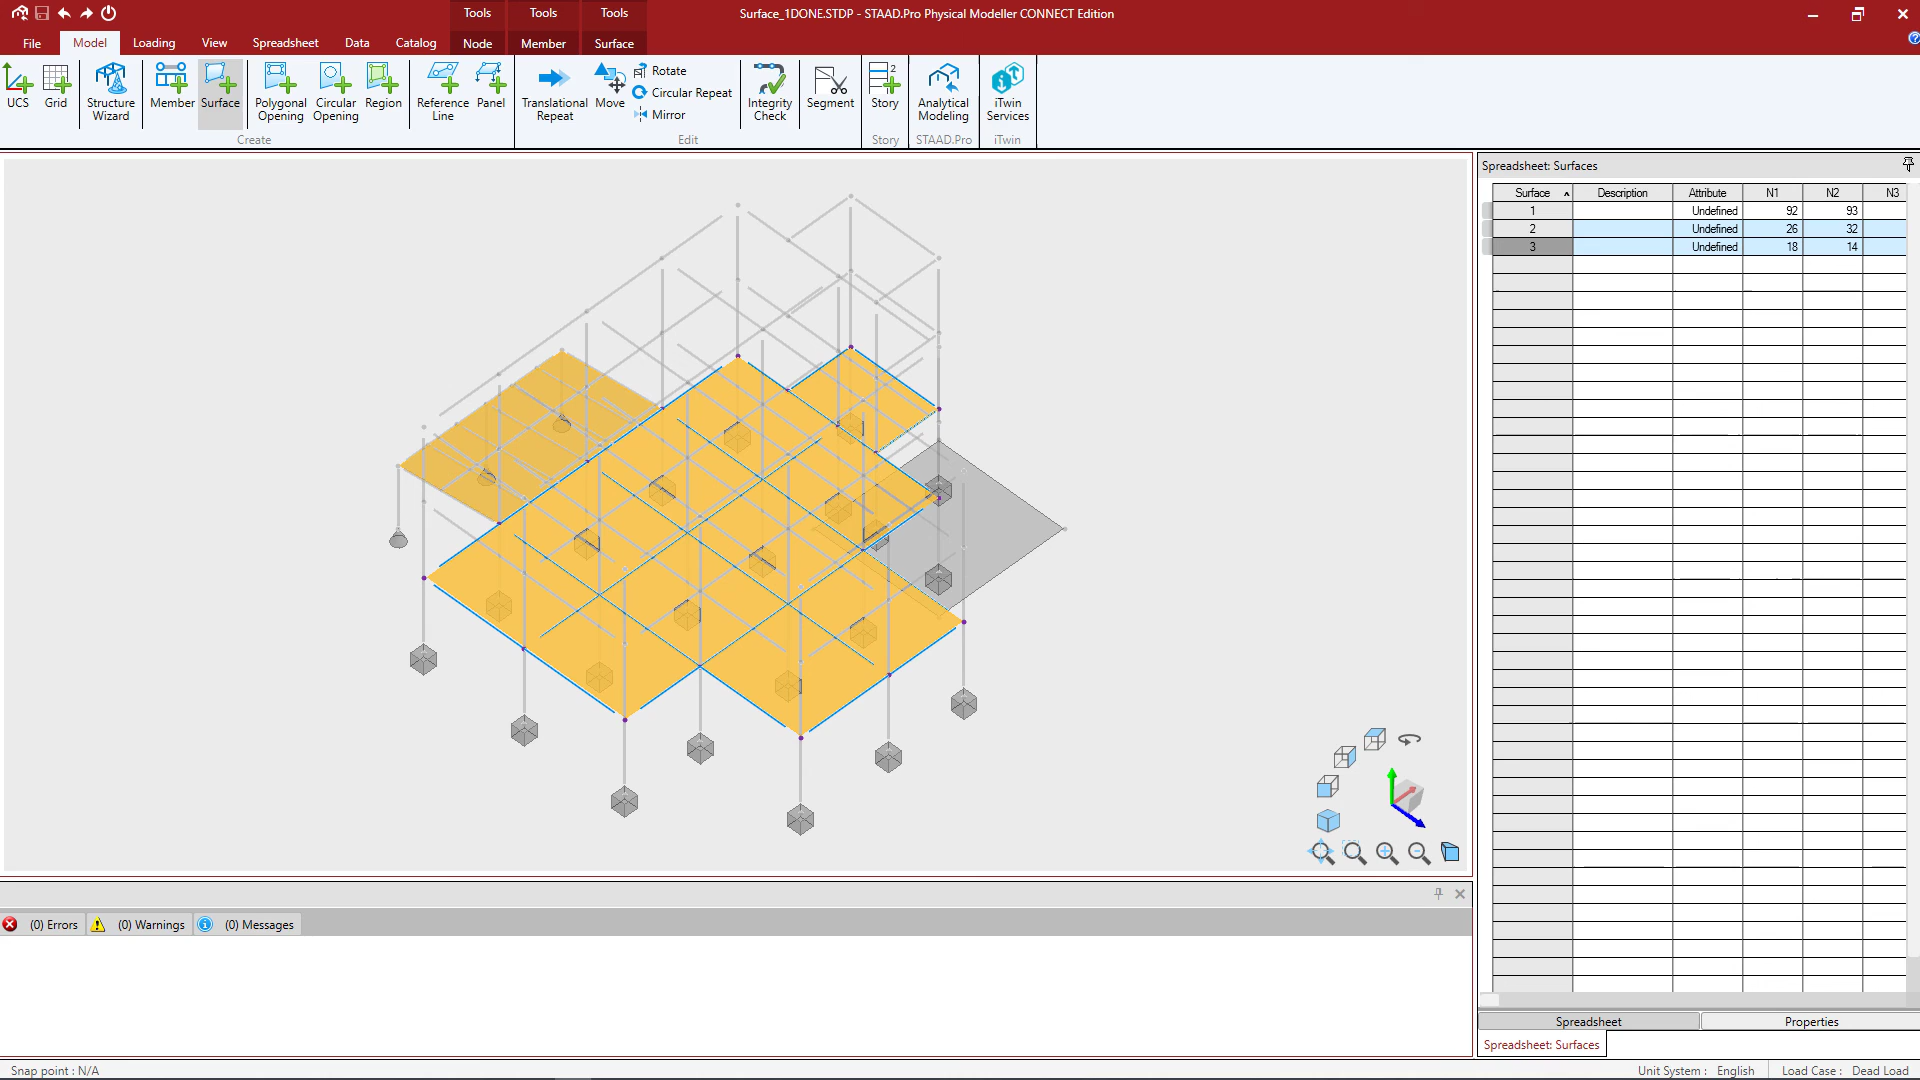 Tools Tools Tools Surface_1DONE.STDP - STAAD.Pro Physical Modeller CONNECT Edition
File Model Loading View Spreadsheet Data Catalog Node Member Surface
UCS Grid Structure Wizard Member Surface Polygonal Opening Circular Opening Region Reference Line Panel
Create
Translational Repeat Move Rotate
Circular Repeat
Mirror
Integrity Check Segment
Edit
Story
2
Story
Analytical Modeling
STAAD.Pro
iTwin Services
iTwin
Spreadsheet: Surfaces
Surface Description Attribute N1 N2 N3
1 Undefined 92 93
2 Undefined 26 32
3 Undefined 18 14
(0) Errors (0) Warnings (0) Messages
Spreadsheet Properties
Spreadsheet: Surfaces
Snap point : N/A Unit System : English Load Case : Dead Load